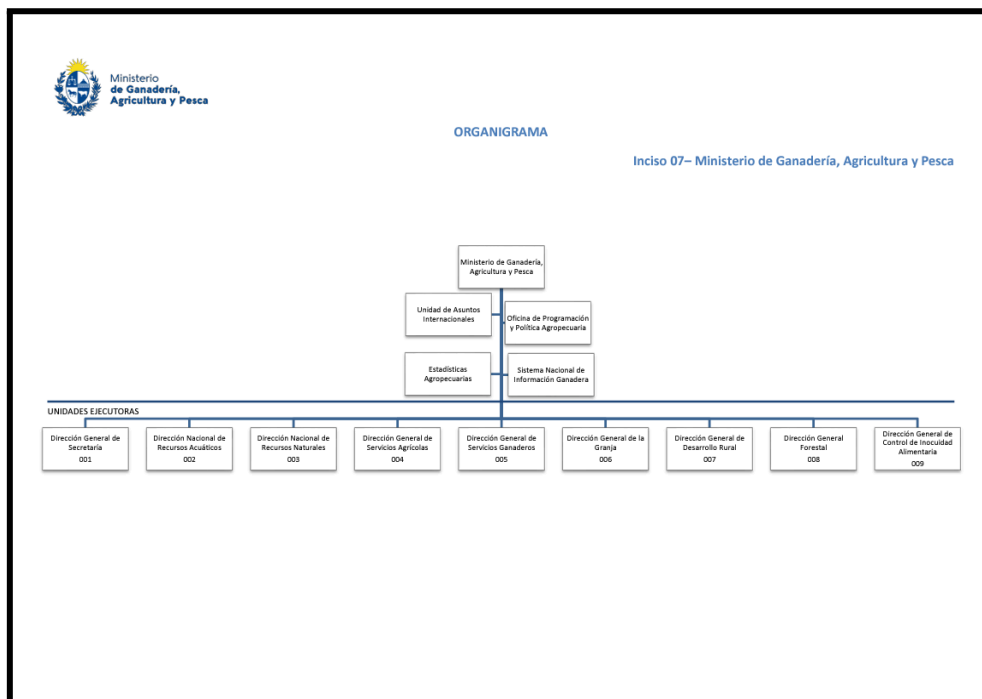 Ministerio
de Ganadería,
Agricultura y Pesca
ORGANIGRAMA
Inciso 07– Ministerio de Ganadería, Agricultura y Pesca
Ministerio de Ganadería,
Agricultura y Pesca
Unidad de Asuntos
Internacionales
Oficina de Programación
y Política Agropecuaria
Estadísticas
Agropecuarias
Sistema Nacional de
Información Ganadera
UNIDADES EJECUTORAS
Dirección General de
Secretaría
001
Dirección Nacional de
Recursos Acuáticos
002
Dirección Nacional de
Recursos Naturales
003
Dirección General de
Servicios Agrícolas
004
Dirección General de
Servicios Ganaderos
005
Dirección General de la
Granja
006
Dirección General de
Desarrollo Rural
007
Dirección General
Forestal
008
Dirección General de
Control de Inocuidad
Alimentaria
009